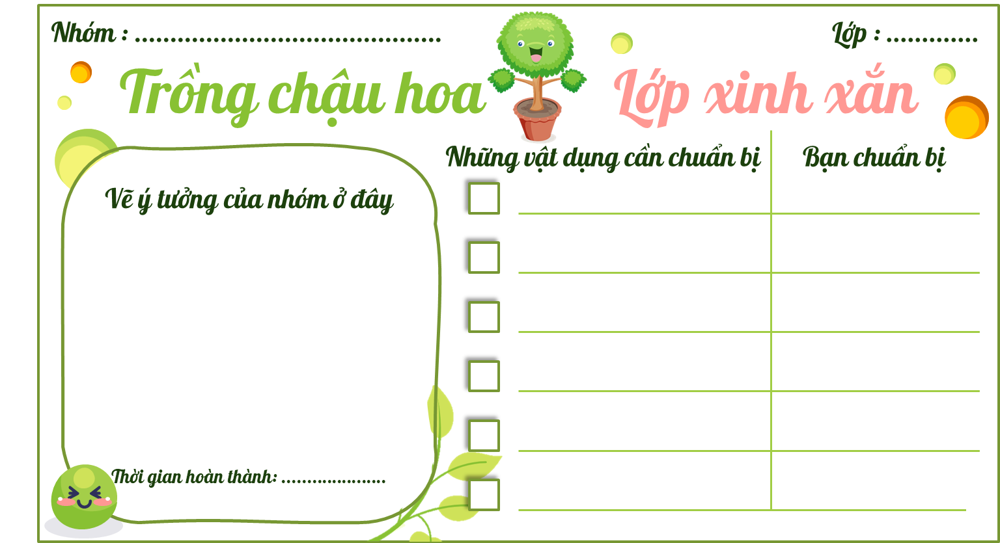 Nhóm : ...........................................
Lớp : .............
Trồng chậu hoa
Lớp xinh xắn
Vẽ ý tưởng của nhóm ở đây
Thời gian hoàn thành: .....................
Những vật dụng cần chuẩn bị
Bạn chuẩn bị